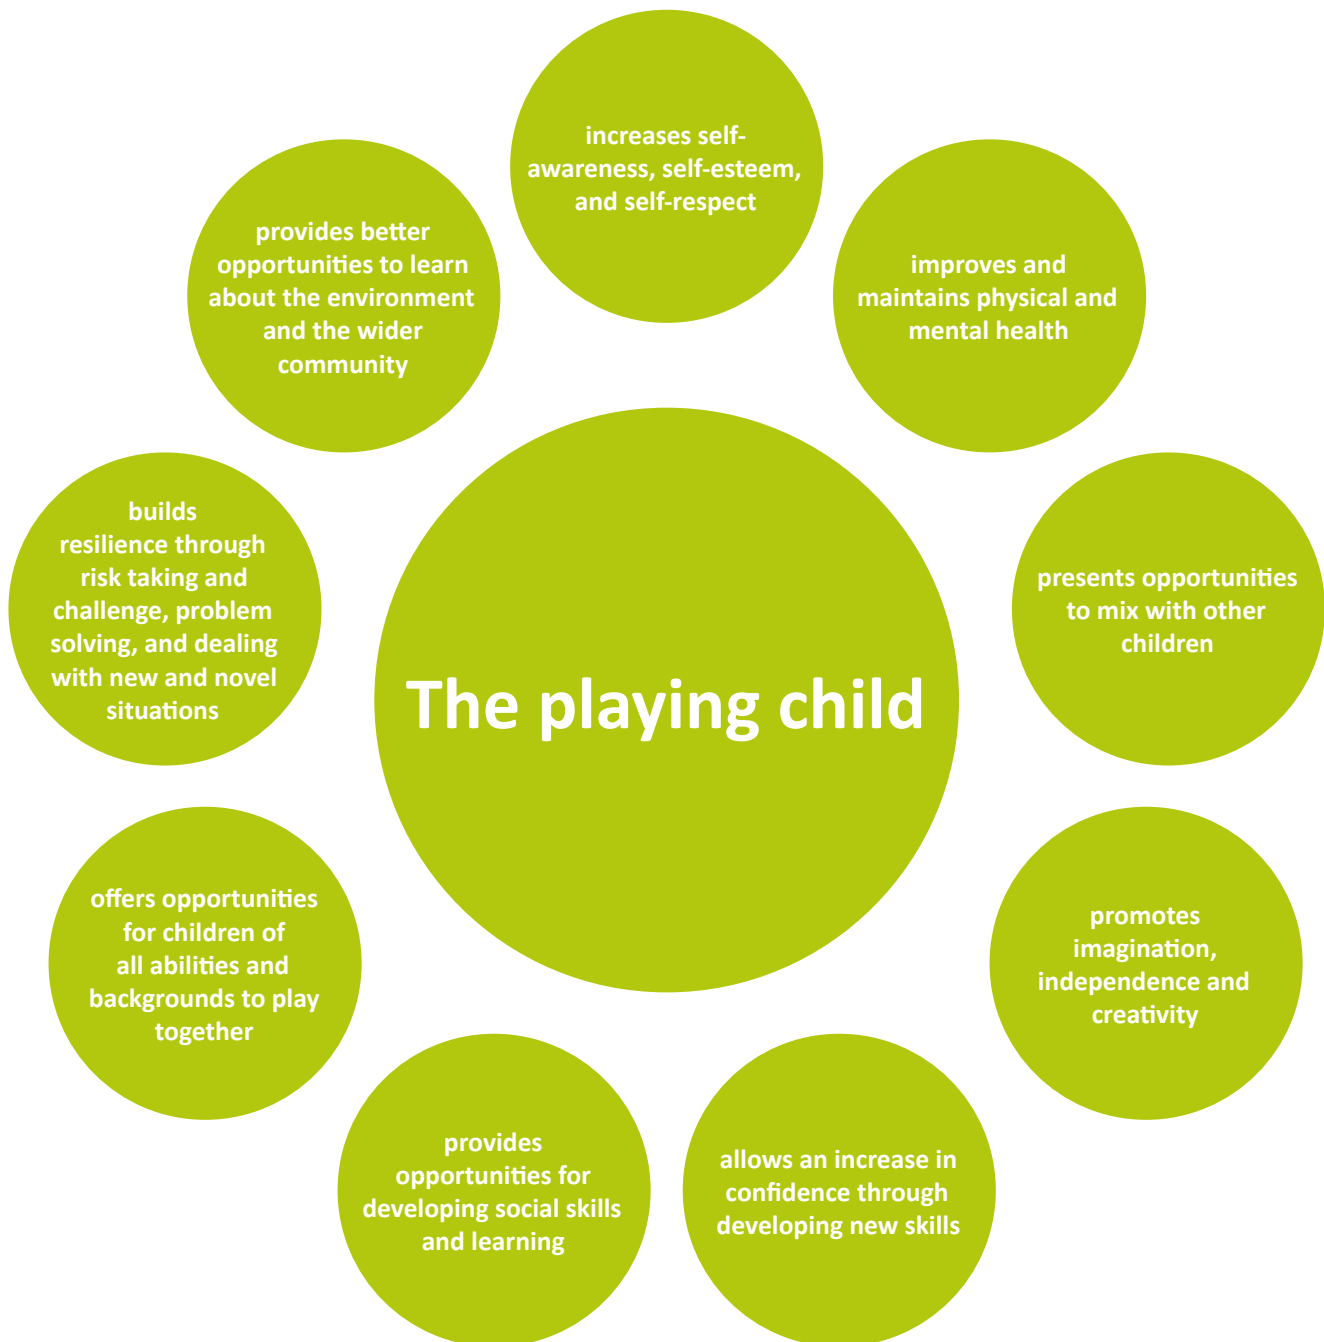 increases self-
awareness, self-esteem,
and self-respect
improves and
maintains physical and
mental health
presents opportunities
to mix with other
children
promotes
imagination,
independence and
creativity
allows an increase in
confidence through
developing new skills
provides
opportunities for
developing social skills
and learning
offers opportunities
for children of
all abilities and
backgrounds to play
together
builds
resilience through
risk taking and
challenge, problem
solving, and dealing
with new and novel
situations
provides better
opportunities to learn
about the environment
and the wider
community
The playing child